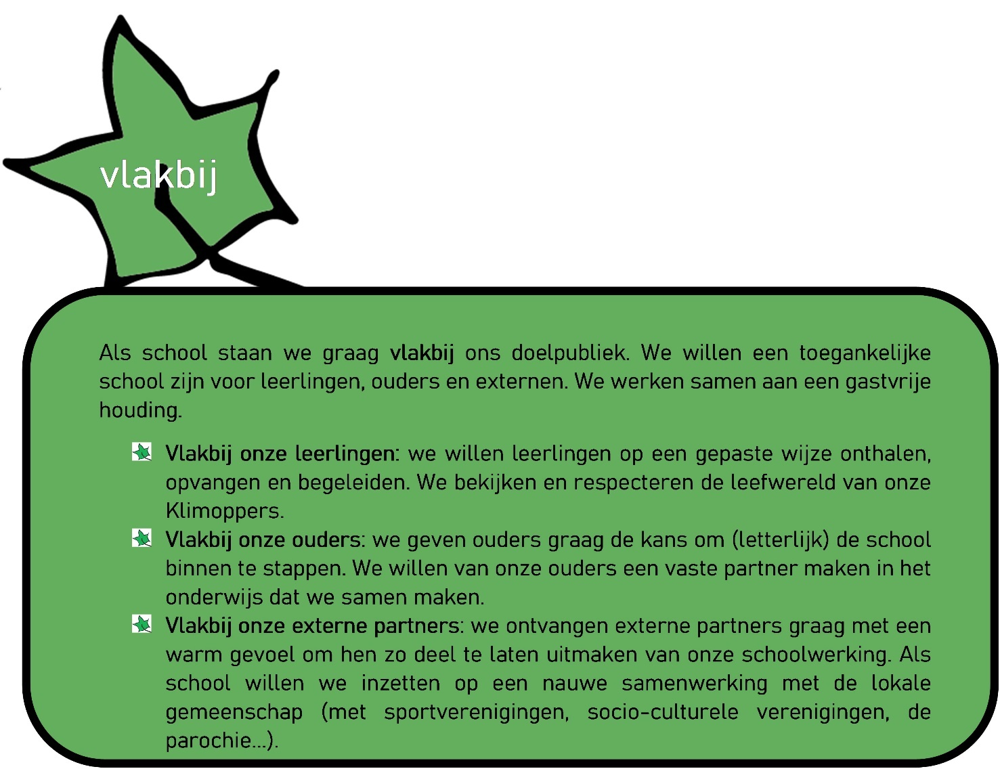 vlakbij
Als school staan we graag vlakbij ons doelpubliek. We willen een toegankelijke
school zijn voor leerlingen, ouders en externen. We werken samen aan een gastvrije
houding.
Vlakbij onze leerlingen: we willen leerlingen op een gepaste wijze onthalen,
opvangen en begeleiden. We bekijken en respecteren de leefwereld van onze
Klimoppers.
Vlakbij onze ouders: we geven ouders graag de kans om (letterlijk) de school
binnen te stappen. We willen van onze ouders een vaste partner maken in het
onderwijs dat we samen maken.
Vlakbij onze externe partners: we ontvangen externe partners graag met een
warm gevoel om hen zo deel te laten uitmaken van onze schoolwerking. Als
school willen we inzetten op een nauwe samenwerking met de lokale
gemeenschap (met sportverenigingen, socio-culturele verenigingen, de
parochie...).